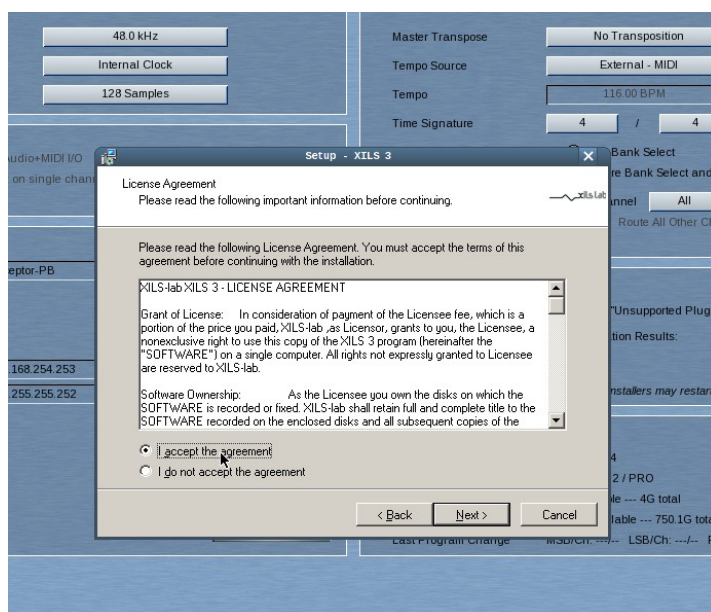 48.0 kHz
Internal Clock
128 Samples
Master Transpose
No Transposition
Tempo Source
External - MIDI
Tempo
116.00 BPM
Time Signature
4 / 4
Audio+MIDI I/O
on single chann
Bank Select
re Bank Select and
nnel
All
Route All Other C
eptor-PB
.168.254.253
.255.255.252
Setup - XILS 3
License Agreement
Please read the following important information before continuing.
xils lab
Please read the following License Agreement. You must accept the terms of this
agreement before continuing with the installation.
XILS-lab XILS 3 - LICENSE AGREEMENT
Grant of License: In consideration of payment of the Licensee fee, which is a
portion of the price you paid, XILS-lab ,as Licensor, grants to you, the Licensee, a
nonexclusive right to use this copy of the XILS 3 program (hereinafter the
"SOFTWARE") on a single computer. All rights not expressly granted to Licensee
are reserved to XILS-lab.
Software Ownership: As the Licensee you own the disks on which the
SOFTWARE is recorded or fixed. XILS-lab shall retain full and complete title to the
SOFTWARE recorded on the enclosed disks and all subsequent copies of the
I accept the agreement
I do not accept the agreement
< Back
Next >
Cancel
"Unsupported Plug
tion Results:
nstallers may restar
4
2 / PRO
le --- 4G total
lable --- 750.1G tota
Last Program Change
MSB/Ch: ---/-- LSB/Ch: ---/--